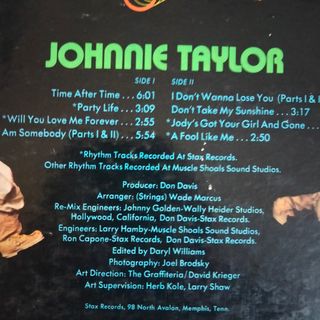 JOHNNIE TAYLOR
SIDE I
Time After Time . . . 6:01
*Party Life . . . 3:09
*Will You Love Me Forever . . . 2:55
Am Somebody (Parts I & II) . . . 5:54
SIDE II
I Don't Wanna Lose You (Parts I & I
Don't Take My Sunshine . . . 3:17
*Jody's Got Your Girl And Gone . . .
*A Fool Like Me . . . 2:50
*Rhythm Tracks Recorded At Stax Records.
Other Rhythm Tracks Recorded At Muscle Shoals Sound Studios.
Producer: Don Davis
Arranger: (Strings) Wade Marcus
Re-Mix Engineers: Johnny Golden-Wally Heider Studios,
Hollywood, California, Don Davis-Stax Records.
Engineers: Larry Hamby-Muscle Shoals Sound Studios,
Ron Capone-Stax Records, Don Davis-Stax Records.
Edited by Daryl Williams
Photography: Joel Brodsky
Art Direction: The Graffiteria/David Krieger
Art Supervision: Herb Kole, Larry Shaw
Stax Records, 98 North Avalon, Memphis, Tenn.